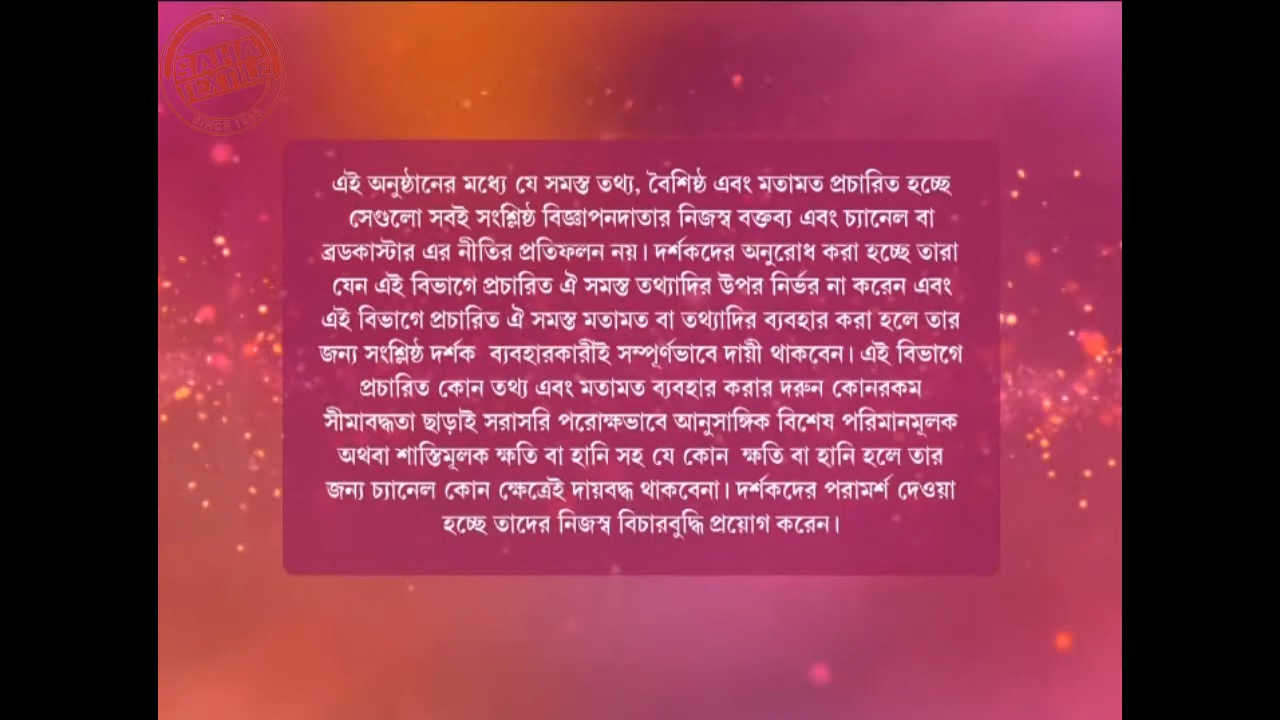 SAHA
TEXTILE
SINCE
এই অনুষ্ঠানের মধ্যে যে সমস্ত তথ্য, বৈশিষ্ঠ এবং মতামত প্রচারিত হচ্ছে
সেগুলো সবই সংশ্লিষ্ঠ বিজ্ঞাপনদাতার নিজস্ব বক্তব্য এবং চ্যানেল বা
ব্রডকাস্টার এর নীতির প্রতিফলন নয়। দর্শকদের অনুরোধ করা হচ্ছে তারা
যেন এই বিভাগে প্রচারিত ঐ সমস্ত তথ্যাদির উপর নির্ভর না করেন এবং
এই বিভাগে প্রচারিত ঐ সমস্ত মতামত বা তথ্যাদির ব্যবহার করা হলে তার
জন্য সংশ্লিষ্ঠ দর্শক ব্যবহারকারীই সম্পূর্ণভাবে দায়ী থাকবেন। এই বিভাগে
প্রচারিত কোন তথ্য এবং মতামত ব্যবহার করার দরুন কোনরকম
সীমাবদ্ধতা ছাড়াই সরাসরি পরোক্ষভাবে আনুসাঙ্গিক বিশেষ পরিমানমূলক
অথবা শাস্তিমূলক ক্ষতি বা হানি সহ যে কোন ক্ষতি বা হানি হলে তার
জন্য চ্যানেল কোন ক্ষেত্রেই দায়বদ্ধ থাকবেনা। দর্শকদের পরামর্শ দেওয়া
হচ্ছে তাদের নিজস্ব বিচারবুদ্ধি প্রয়োগ করেন।